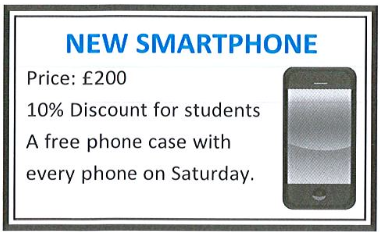 NEW SMARTPHONE
Price: £200
10% Discount for students
A free phone case with
every phone on Saturday.